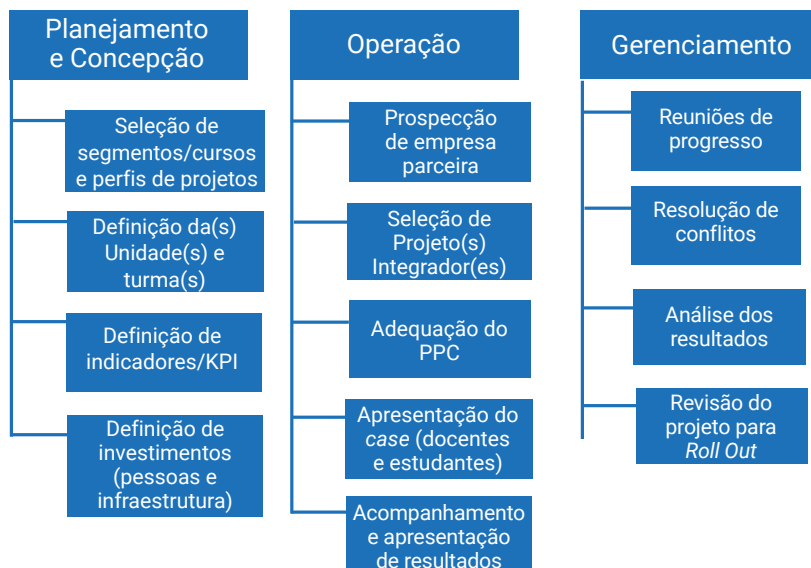 Planejamento
e Concepção
Seleção de
segmentos/cursos
e perfis de projetos
Definição da(s)
Unidade(s) e
turma(s)
Definição de
indicadores/KPI
Definição de
investimentos
(pessoas e
infraestrutura)
Operação
Prospecção
de empresa
parceira
Seleção de
Projeto(s)
Integrador(es)
Adequação do
PPC
Apresentação do
case (docentes
e estudantes)
Acompanhamento
e apresentação
de resultados
Gerenciamento
Reuniões de
progresso
Resolução de
conflitos
Análise dos
resultados
Revisão do
projeto para
Roll Out